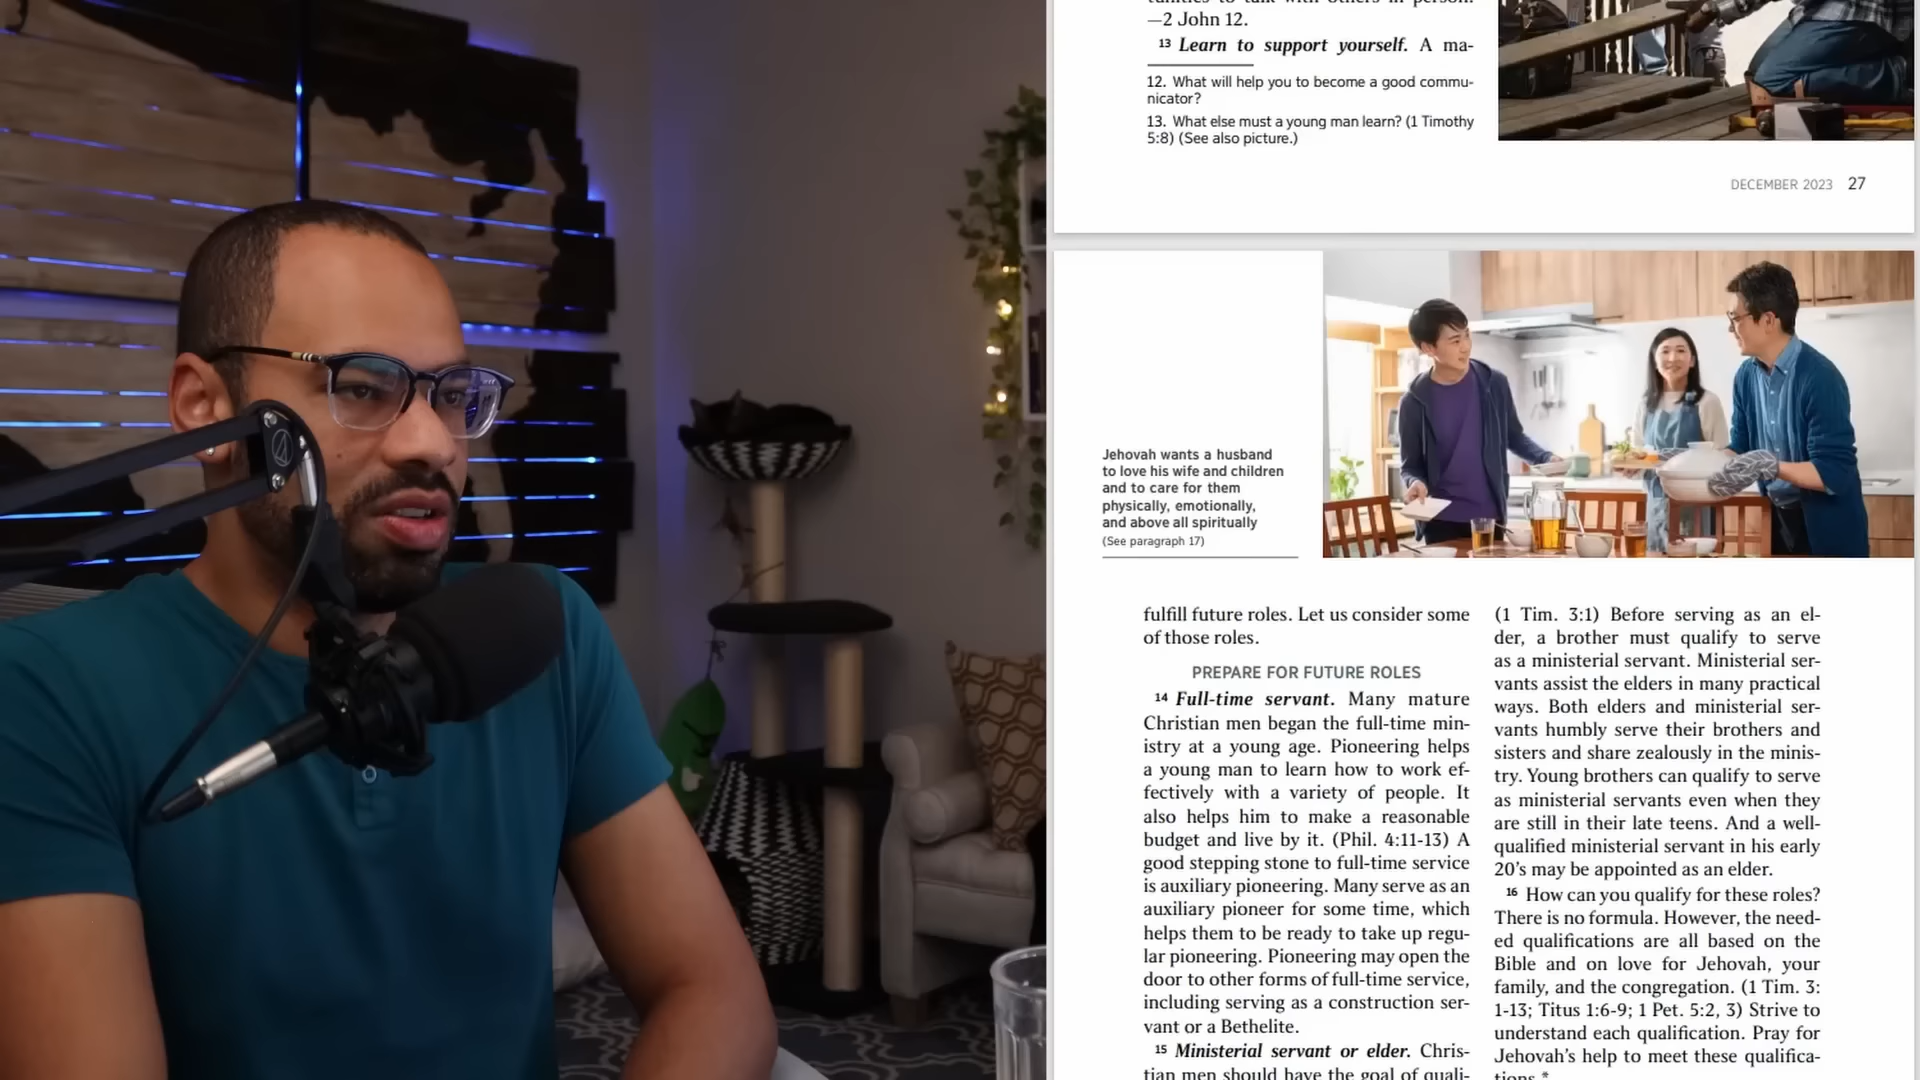 tunities to talk with others in person.
—2 John 12.
13 Learn to support yourself. A ma-
12. What will help you to become a good commu-
nicator?
13. What else must a young man learn? (1 Timothy
5:8) (See also picture.)
DECEMBER 2023 27
Jehovah wants a husband
to love his wife and children
and to care for them
physically, emotionally,
and above all spiritually
(See paragraph 17)
fulfill future roles. Let us consider some
of those roles.
PREPARE FOR FUTURE ROLES
14 Full-time servant. Many mature
Christian men began the full-time min-
istry at a young age. Pioneering helps
a young man to learn how to work ef-
fectively with a variety of people. It
also helps him to make a reasonable
budget and live by it. (Phil. 4:11-13) A
good stepping stone to full-time service
is auxiliary pioneering. Many serve as an
auxiliary pioneer for some time, which
helps them to be ready to take up regu-
lar pioneering. Pioneering may open the
door to other forms of full-time service,
including serving as a construction ser-
vant or a Bethelite.
15 Ministerial servant or elder. Chris-
tian men should have the goal of quali-
(1 Tim. 3:1) Before serving as an el-
der, a brother must qualify to serve
as a ministerial servant. Ministerial ser-
vants assist the elders in many practical
ways. Both elders and ministerial ser-
vants humbly serve their brothers and
sisters and share zealously in the minis-
try. Young brothers can qualify to serve
as ministerial servants even when they
are still in their late teens. And a well-
qualified ministerial servant in his early
20's may be appointed as an elder.
16 How can you qualify for these roles?
There is no formula. However, the need-
ed qualifications are all based on the
Bible and on love for Jehovah, your
family, and the congregation. (1 Tim. 3:
1-13; Titus 1:6-9; 1 Pet. 5:2, 3) Strive to
understand each qualification. Pray for
Jehovah's help to meet these qualifica-
tions.*